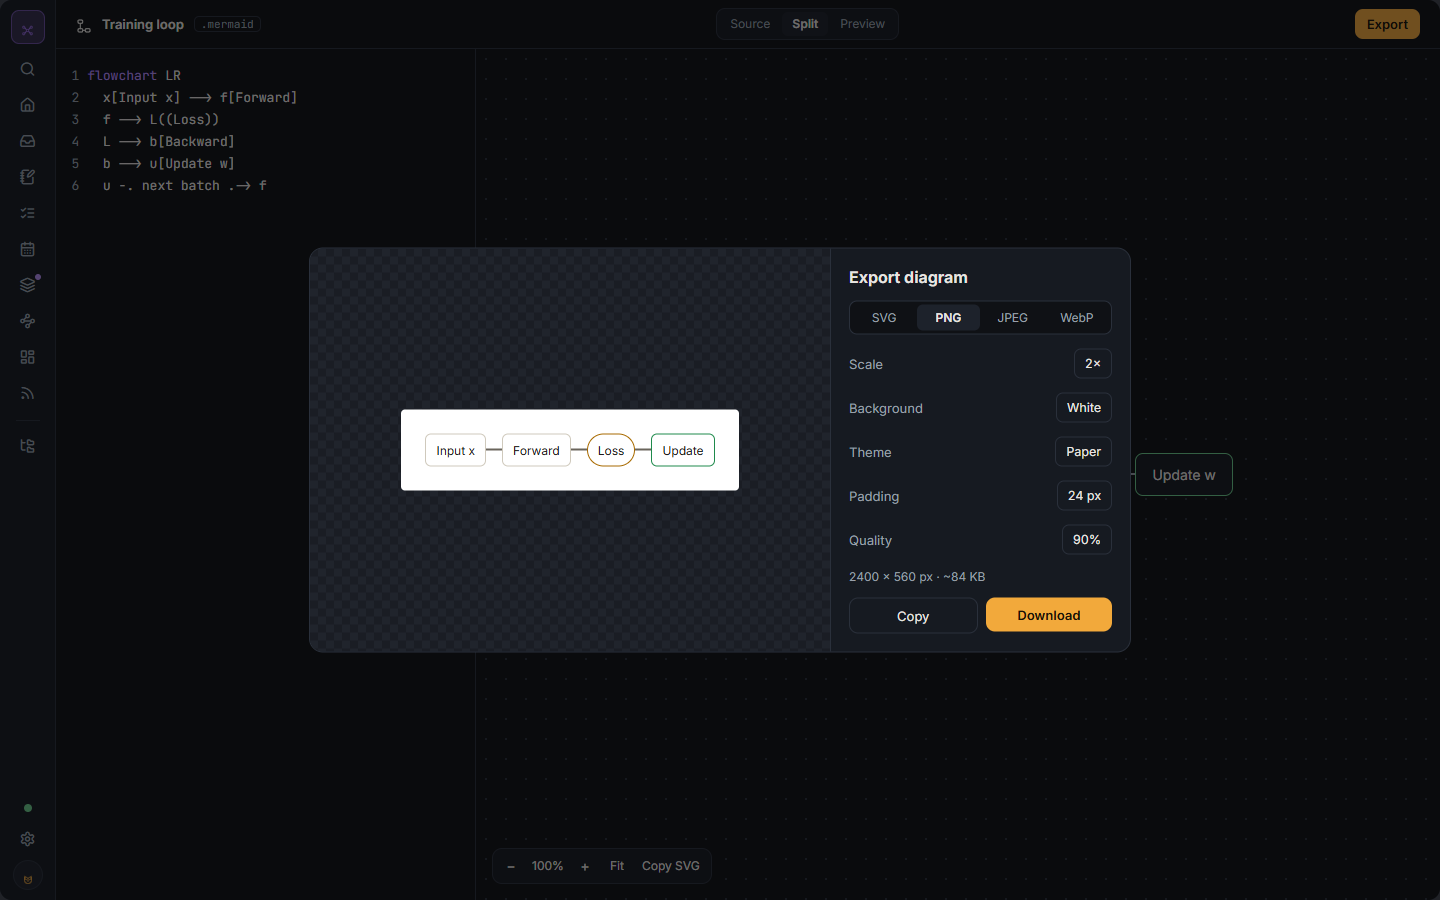 Training loop
.mermaid
Source
Split
Preview
Export
1 flowchart LR
2 x[Input x] --> f[Forward]
3 f --> L((Loss))
4 L --> b[Backward]
5 b --> u[Update w]
6 u -. next batch .-> f
Export diagram
SVG
PNG
JPEG
WebP
Scale
2×
Background
White
Theme
Paper
Padding
24 px
Quality
90%
2400 × 560 px · ~84 KB
Copy
Download
Input x
Forward
Loss
Update
Update w
−
100%
+
Fit
Copy SVG